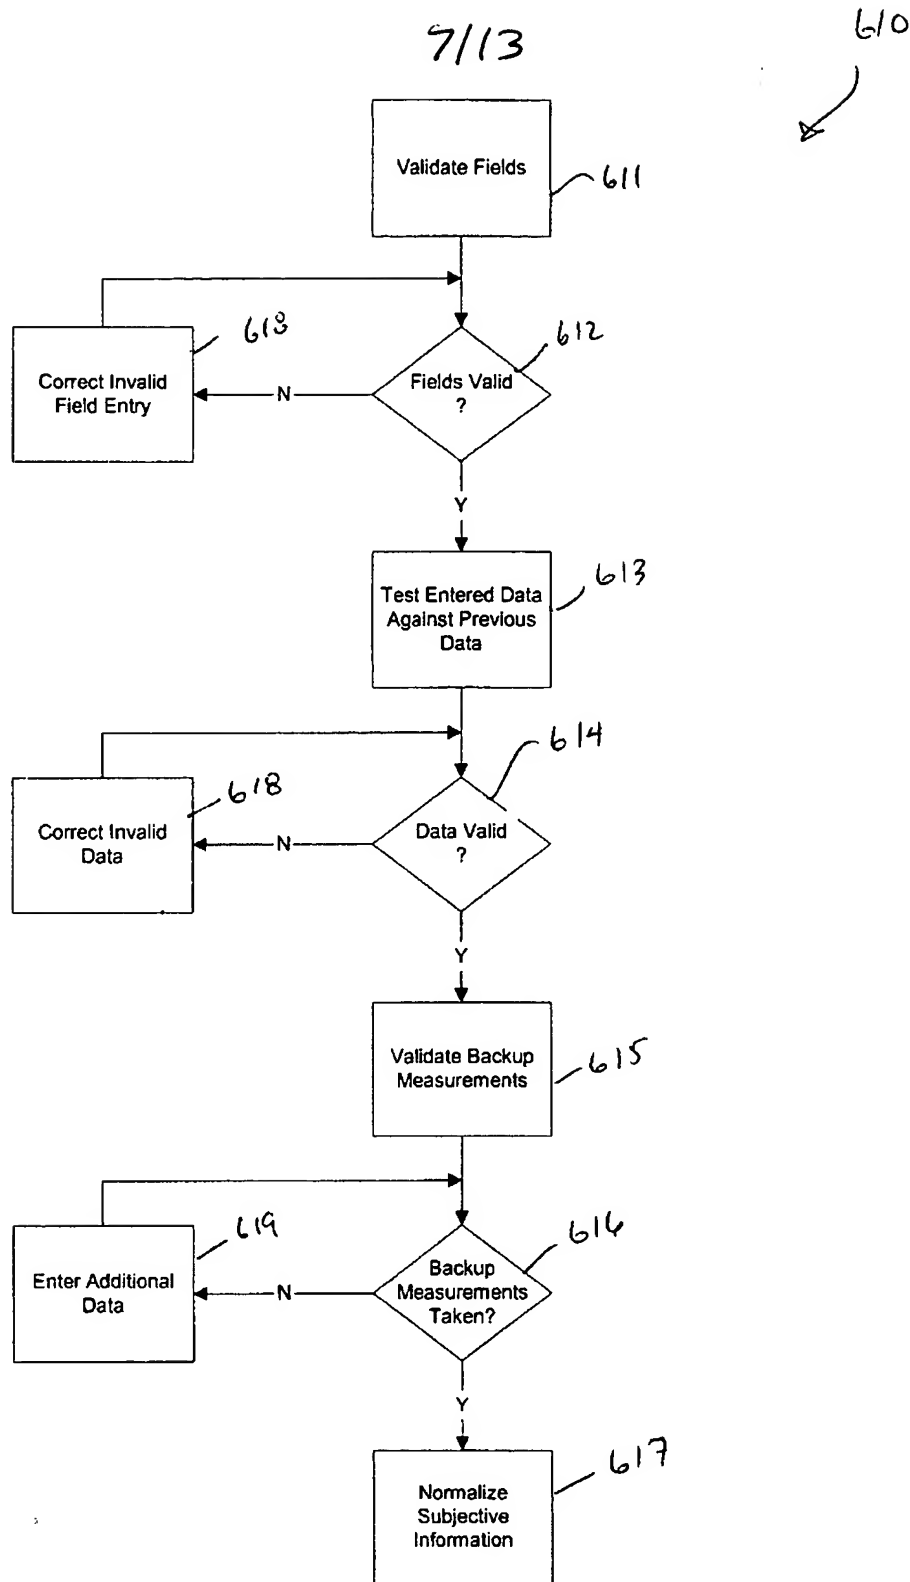 7/13
610
Validate Fields
611
618
612
Correct Invalid
Field Entry
N
Fields Valid
?
Y
Test Entered Data
Against Previous
Data
613
614
618
Correct Invalid
Data
N
Data Valid
?
Y
Validate Backup
Measurements
615
619
616
Enter Additional
Data
N
Backup
Measurements
Taken?
Y
Normalize
Subjective
Information
617